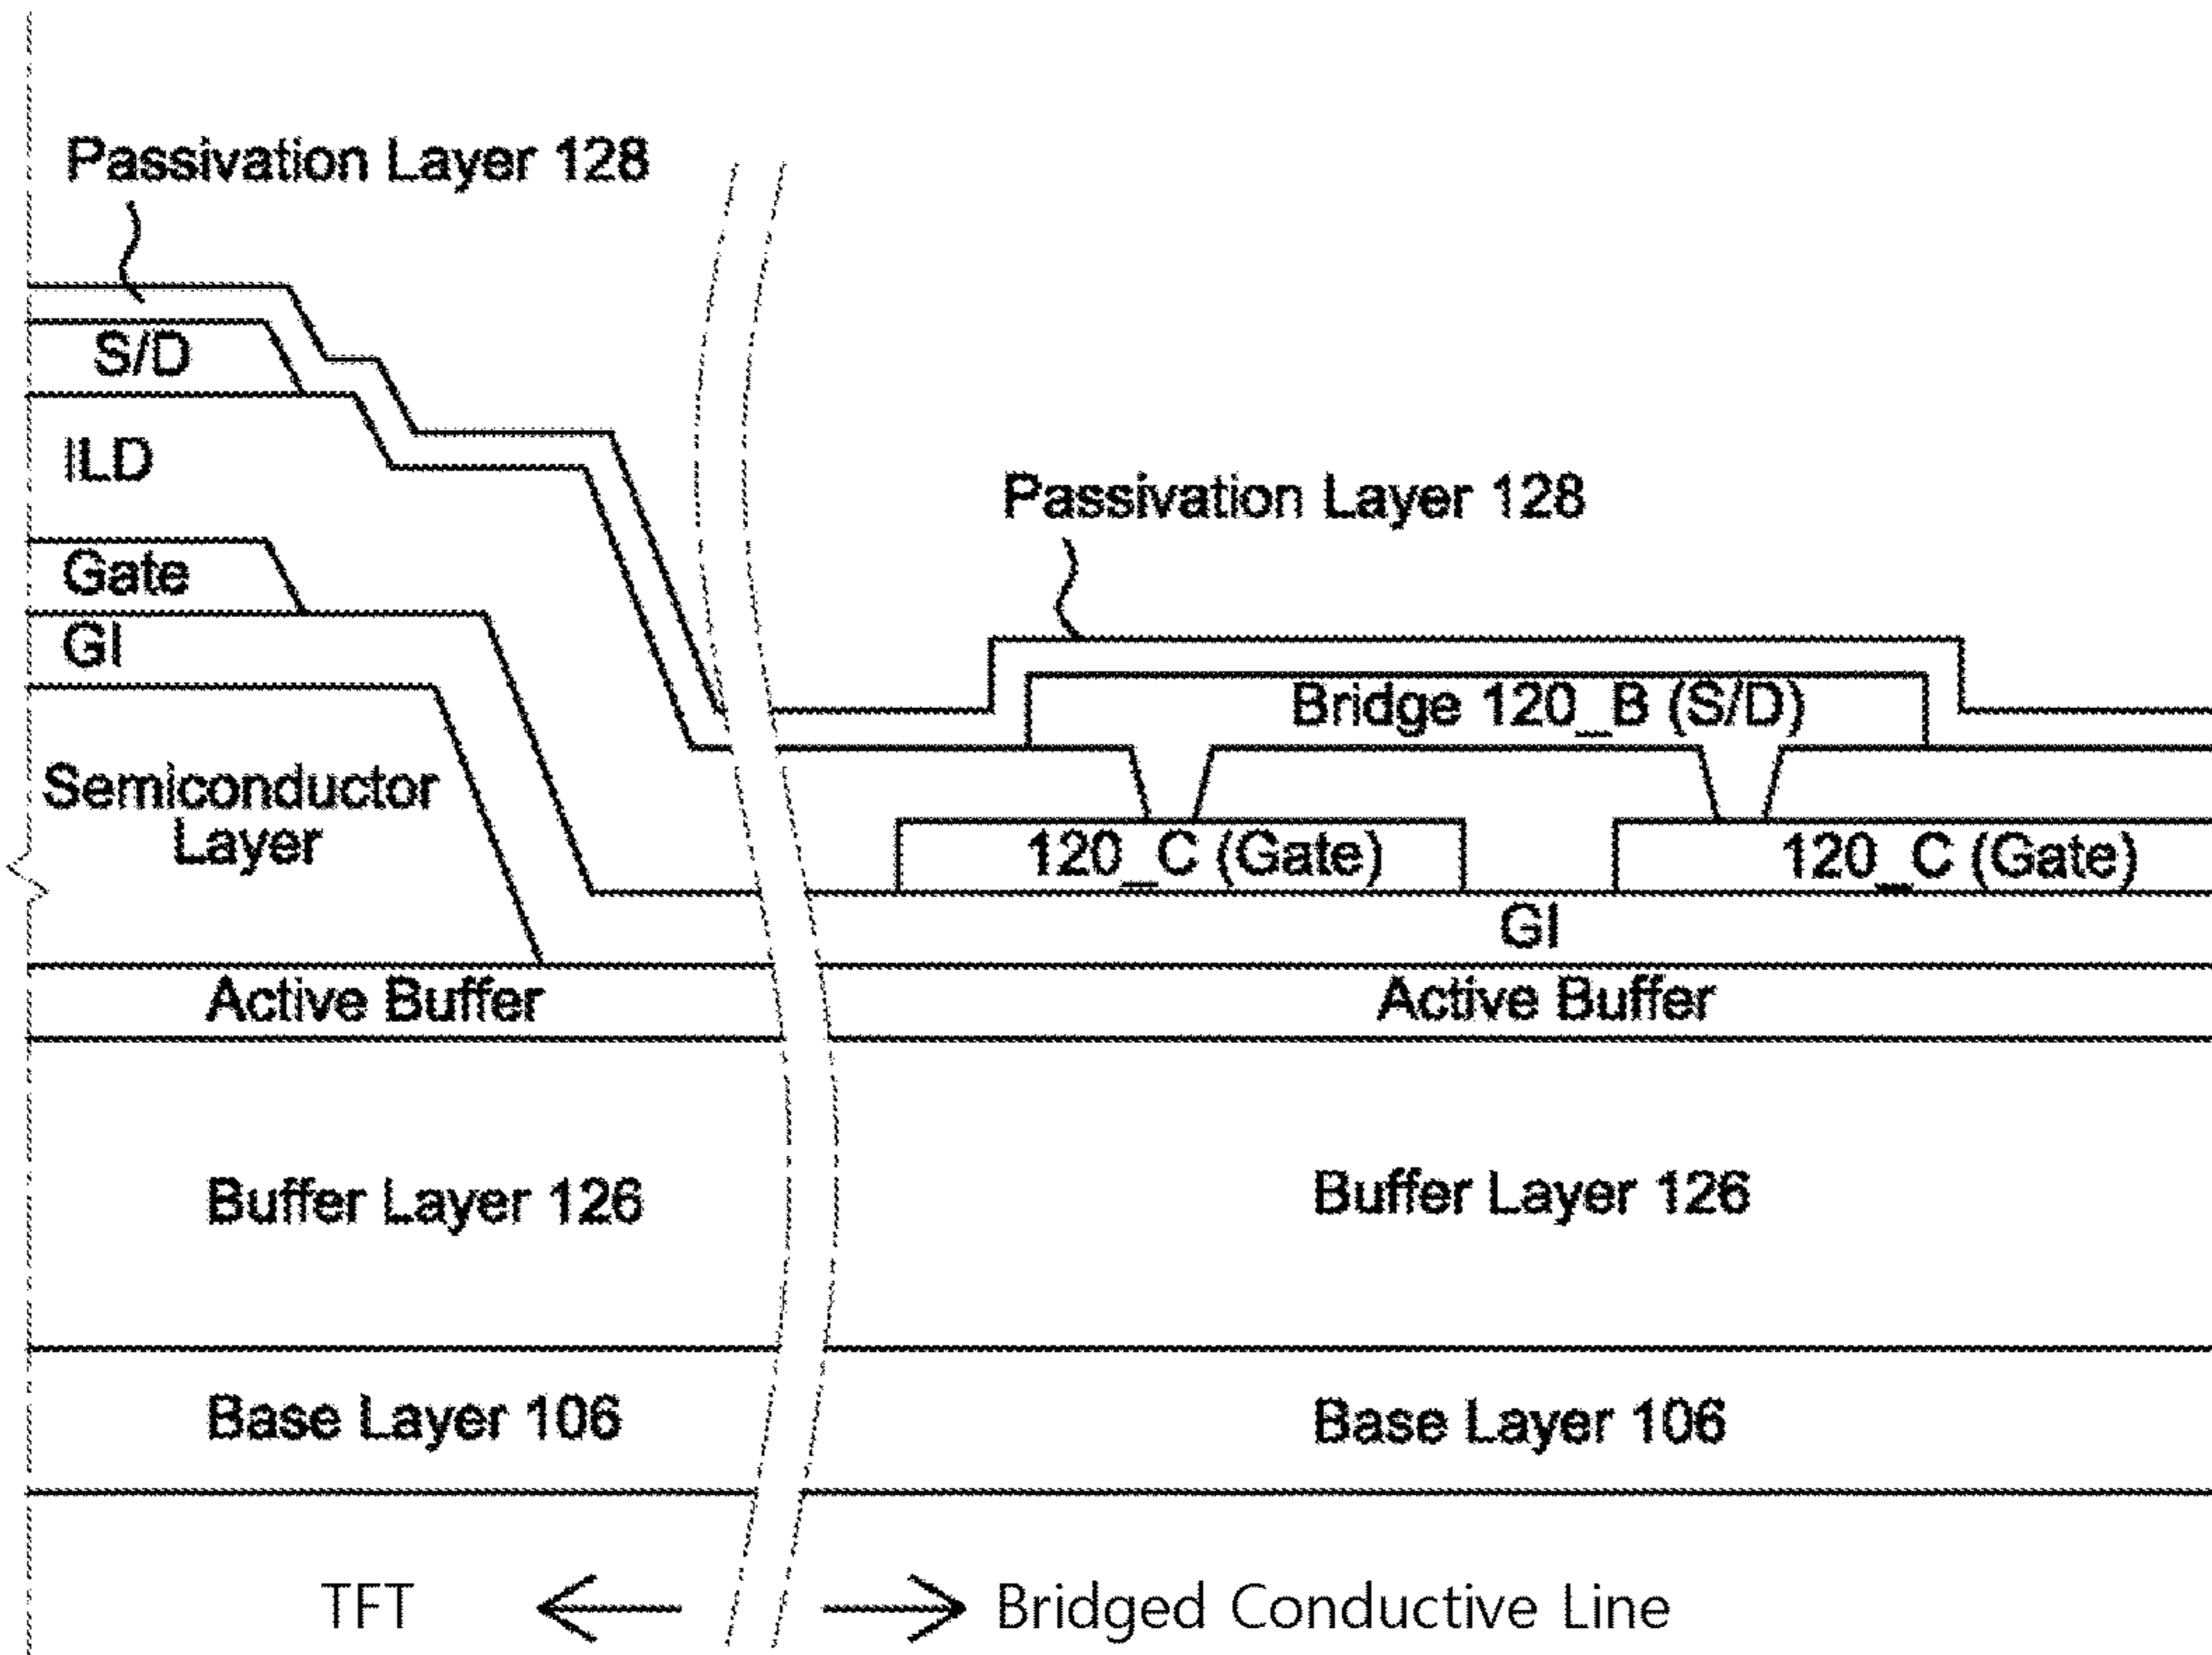 Passivation Layer 128
S/D
ILD
Gate
GI
Semiconductor
Layer
Active Buffer
Buffer Layer 126
Base Layer 106
TFT
Passivation Layer 128
Bridge 120_B (S/D)
120_C (Gate)
120_C (Gate)
GI
Active Buffer
Buffer Layer 126
Base Layer 106
Bridged Conductive Line